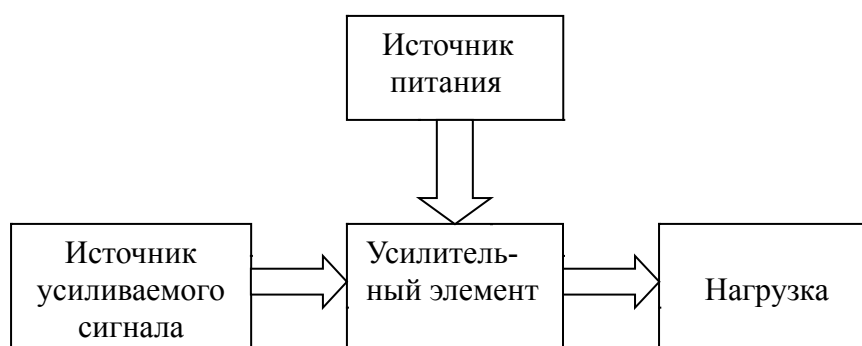 Источник
питания
Источник
усиливаемого
сигнала
Усилитель-
ный элемент
Нагрузка